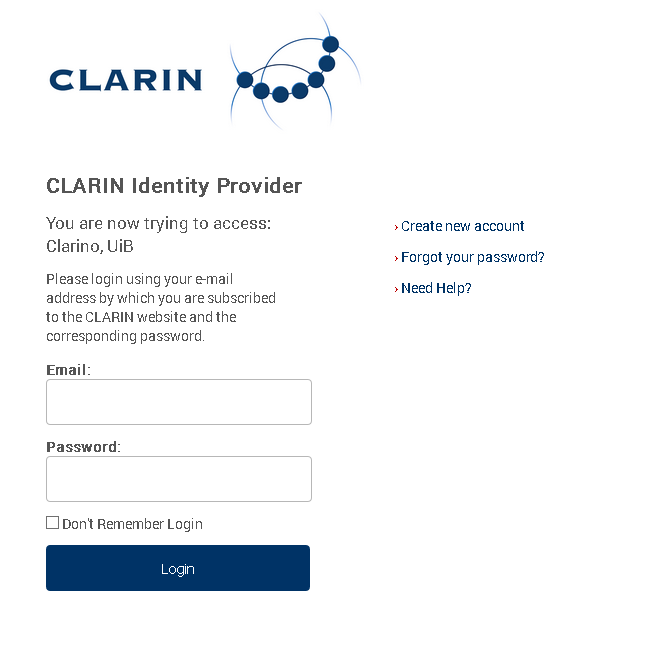 CLARIN
CLARIN Identity Provider
You are now trying to access:
Clarino, UiB
Please login using your e-mail
address by which you are subscribed
to the CLARIN website and the
corresponding password.
Email:
Password:
Don't Remember Login
Login
› Create new account
› Forgot your password?
› Need Help?